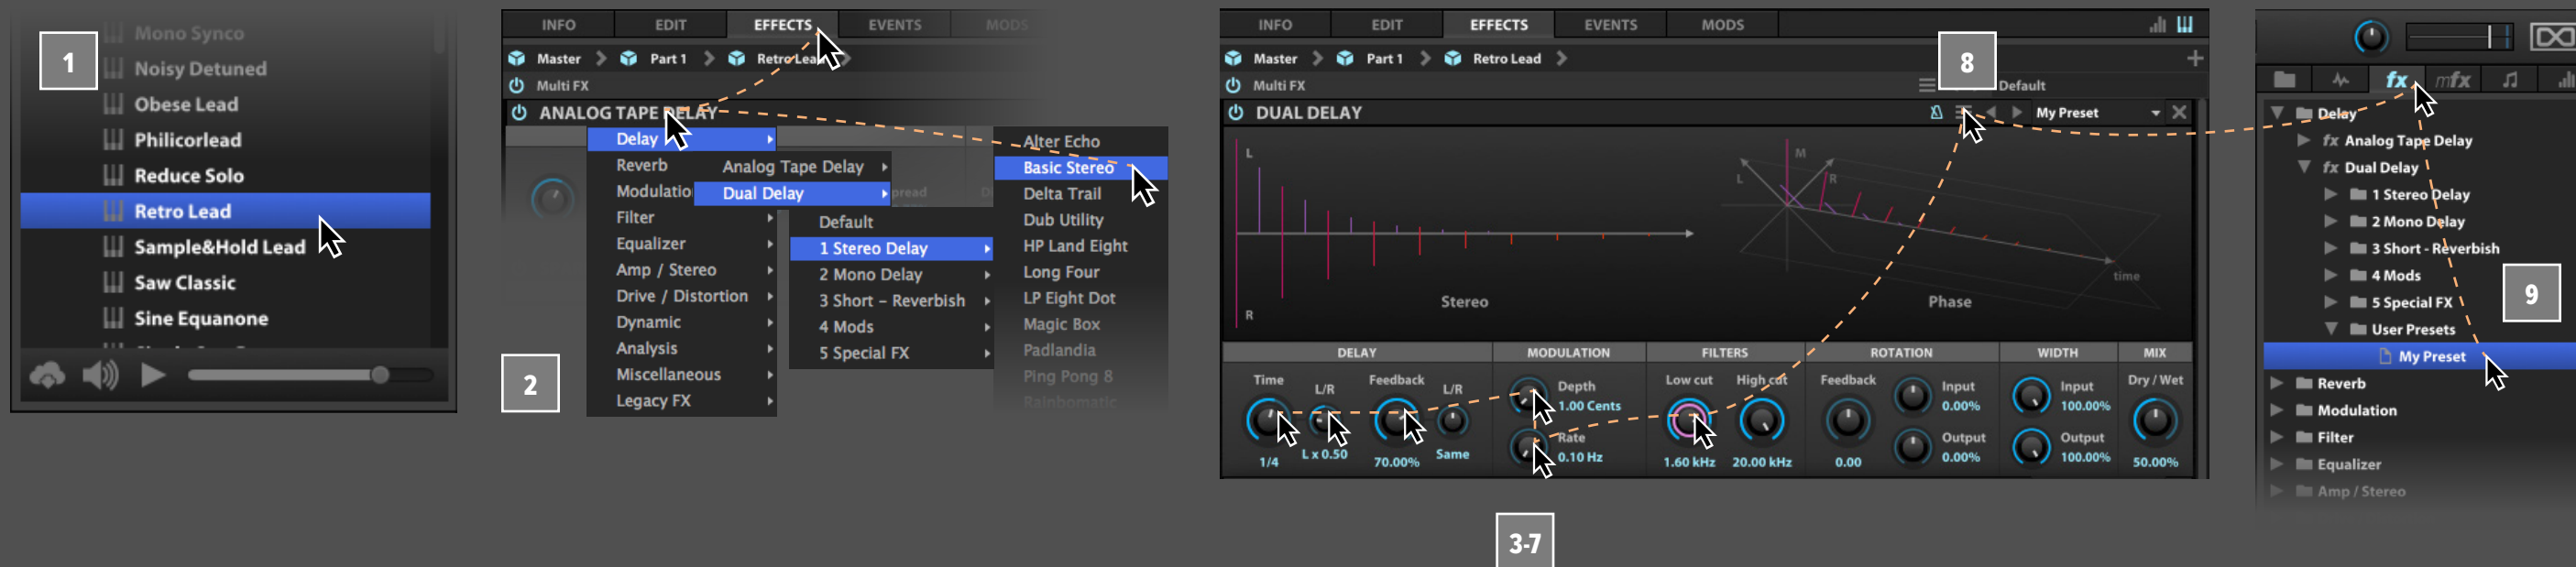 1
Mono Synco
Noisy Detuned
Obese Lead
Philicorlead
Reduce Solo
Retro Lead
Sample&Hold Lead
Saw Classic
Sine Equanone
2
INFO EDIT EFFECTS EVENTS MODS
Master Part 1 Retro Lead
Multi FX
ANALOG TAPE DELAY
Delay
Reverb
Modulatio
Filter
Equalizer
Amp / Stereo
Drive / Distortion
Dynamic
Analysis
Miscellaneous
Legacy FX
Analog Tape Delay
Dual Delay
pread
Default
1 Stereo Delay
2 Mono Delay
3 Short – Reverbish
4 Mods
5 Special FX
Alter Echo
Basic Stereo
Delta Trail
Dub Utility
HP Land Eight
Long Four
LP Eight Dot
Magic Box
Padlandia
Ping Pong 8
Rainbomatic
INFO EDIT EFFECTS EVENTS MODS
Master Part 1 Retro Lead
8
Multi FX Default
DUAL DELAY My Preset
L
R
Stereo
M
L R
time
Phase
DELAY MODULATION FILTERS ROTATION WIDTH MIX
Time L/R Feedback L/R
1/4 L x 0.50 70.00% Same
Depth
1.00 Cents
Rate
0.10 Hz
Low cut High cut
1.60 kHz 20.00 kHz
Feedback
0.00
Input
0.00%
Output
0.00%
Input
100.00%
Output
100.00%
Dry / Wet
50.00%
3-7
fx mfx
Delay
fx Analog Tape Delay
fx Dual Delay
1 Stereo Delay
2 Mono Delay
3 Short - Reverbish
4 Mods
5 Special FX
User Presets
My Preset
Reverb
Modulation
Filter
Equalizer
Amp / Stereo
9